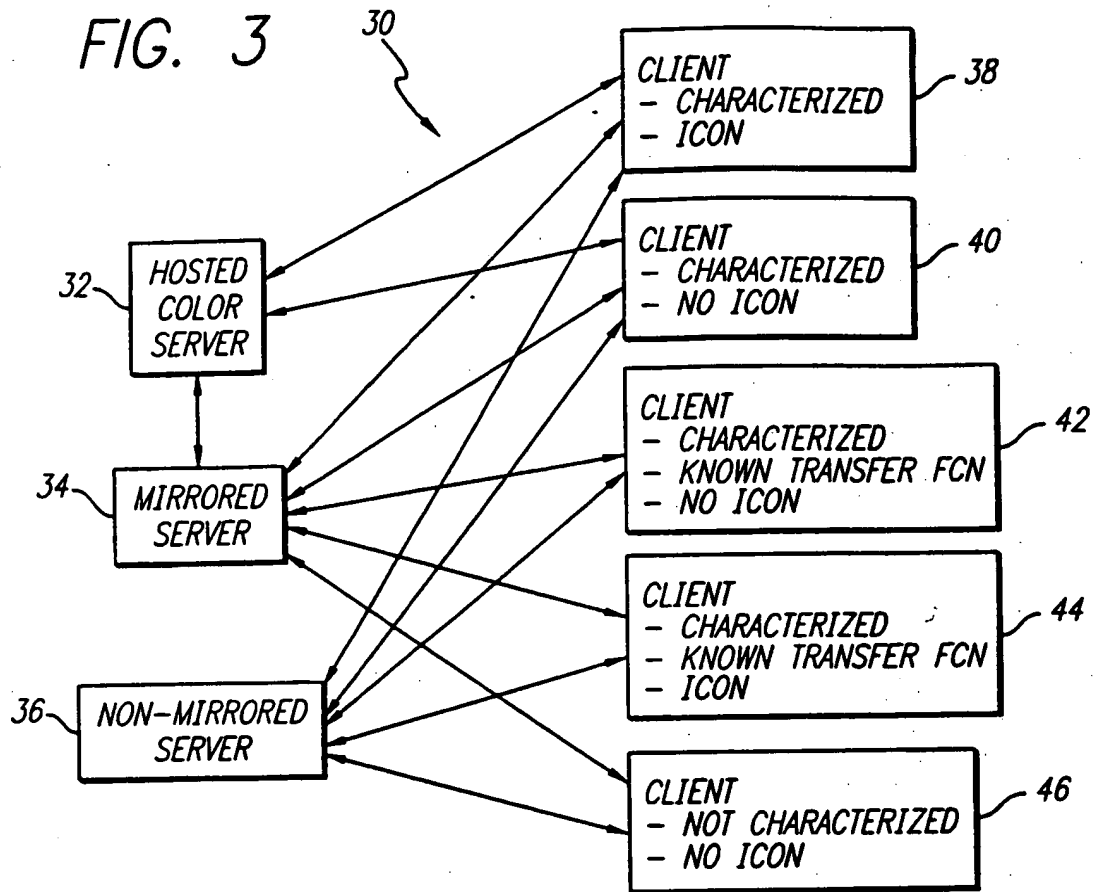 FIG. 3
30
CLIENT
- CHARACTERIZED
- ICON
38
CLIENT
- CHARACTERIZED
- NO ICON
40
32
HOSTED
COLOR
SERVER
CLIENT
- CHARACTERIZED
- KNOWN TRANSFER FCN
- NO ICON
42
34
MIRRORED
SERVER
CLIENT
- CHARACTERIZED
- KNOWN TRANSFER FCN
- ICON
44
36
NON-MIRRORED
SERVER
CLIENT
- NOT CHARACTERIZED
- NO ICON
46